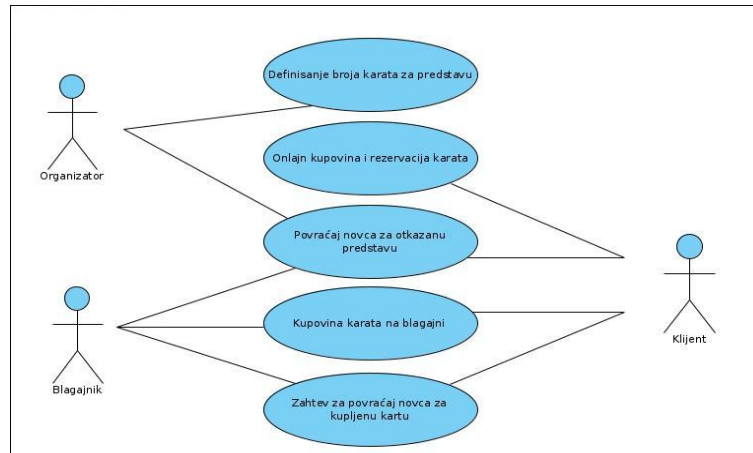 Definisanje broja karata za predstavu
Organizator
Onlajn kupovina i rezervacija karata
Povraćaj novca za otkazanu
predstavu
Blagajnik
Kupovina karata na blagajni
Klijent
Zahtev za povraćaj novca za
kupljenu kartu